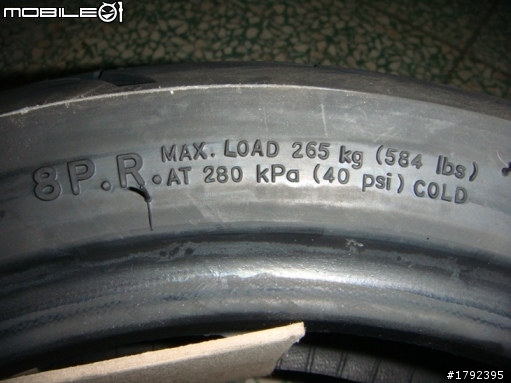 MOBILE01
8P.R. MAX. LOAD 265 kg (584 lbs)
AT 280 kPa (40 psi) COLD
#1792395